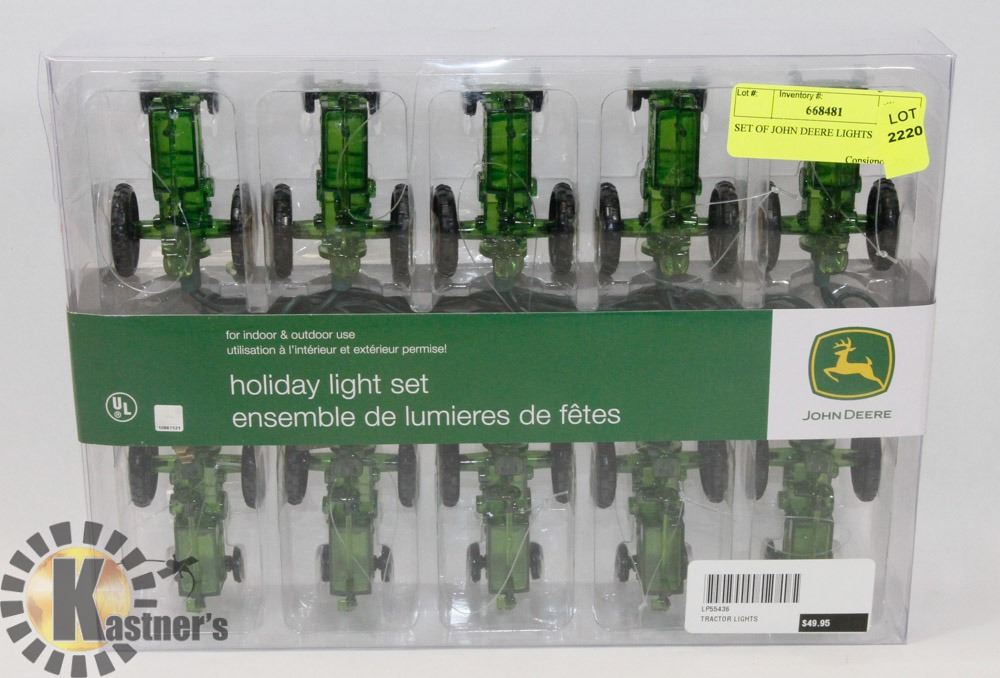 Lot #:
Inventory #:
668481
SET OF JOHN DEERE LIGHTS
LOT
2220
for indoor & outdoor use
utilisation à l'intérieur et extérieur permise!
holiday light set
ensemble de lumieres de fêtes
UL
®
JOHN DEERE
LP55436
TRACTOR LIGHTS
$49.95
Kastner's